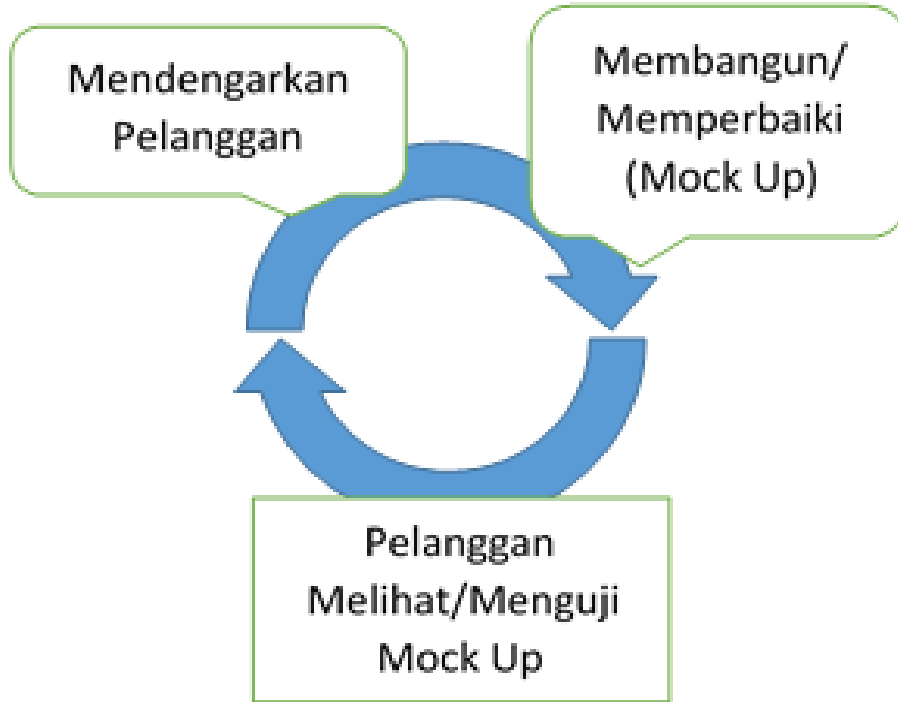 Mendengarkan
Pelanggan
Membangun/
Memperbaiki
(Mock Up)
Pelanggan
Melihat/Menguji
Mock Up